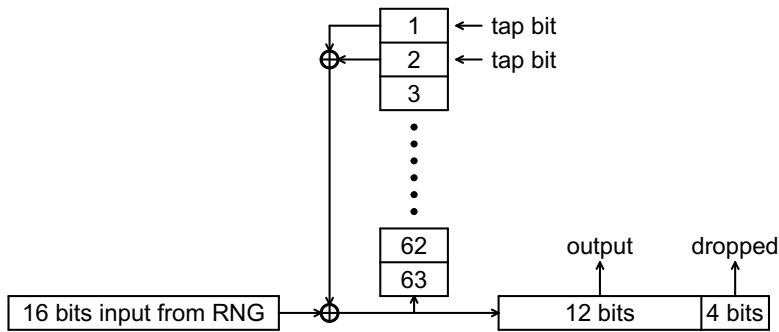 1
tap bit
2
tap bit
3
62
63
output
dropped
16 bits input from RNG
12 bits
4 bits